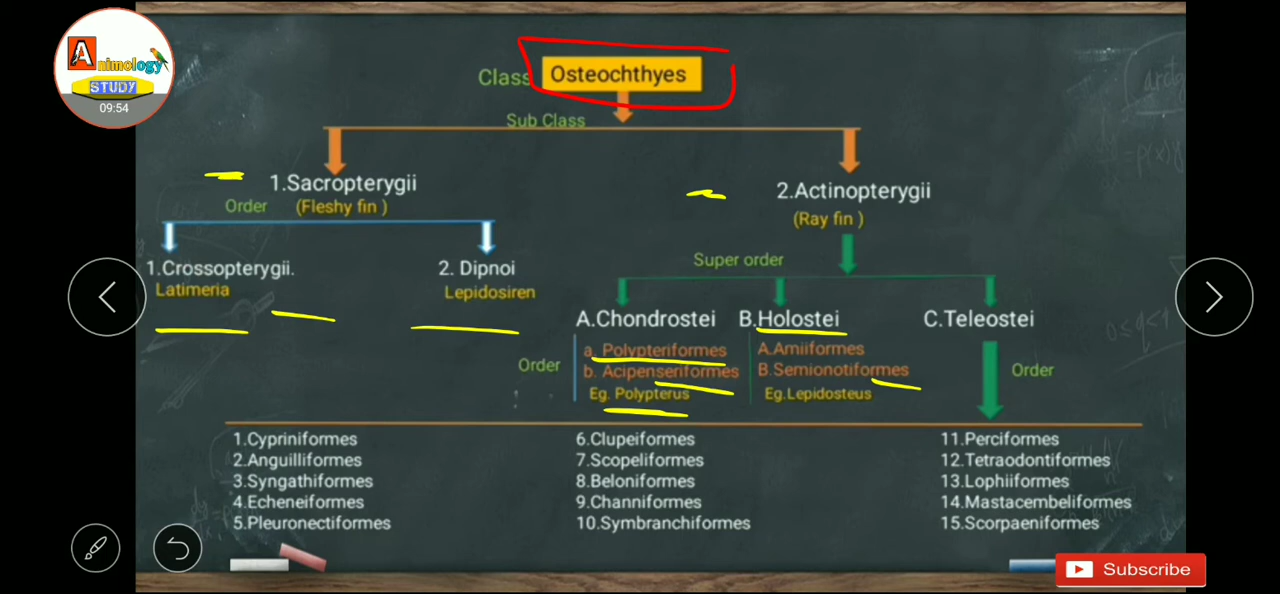 Animology
STUDY
09:54
Class Osteochthyes
Sub Class
1.Sacropterygii
(Fleshy fin )
Order
1.Crossopterygii.
Latimeria
2. Dipnoi
Lepidosiren
2.Actinopterygii
(Ray fin )
Super order
A.Chondrostei
B.Holostei
C.Teleostei
Order
a. Polypteriformes
b. Acipenseriformes
Eg. Polypterus
A.Amiiformes
B.Semionotiformes
Eg.Lepidosteus
Order
1.Cypriniformes
2.Anguilliformes
3.Syngathiformes
4.Echeneiformes
5.Pleuronectiformes
6.Clupeiformes
7.Scopeliformes
8.Beloniformes
9.Channiformes
10.Symbranchiformes
11.Perciformes
12.Tetraodontiformes
13.Lophiiformes
14.Mastacembeliformes
15.Scorpaeniformes
Subscribe